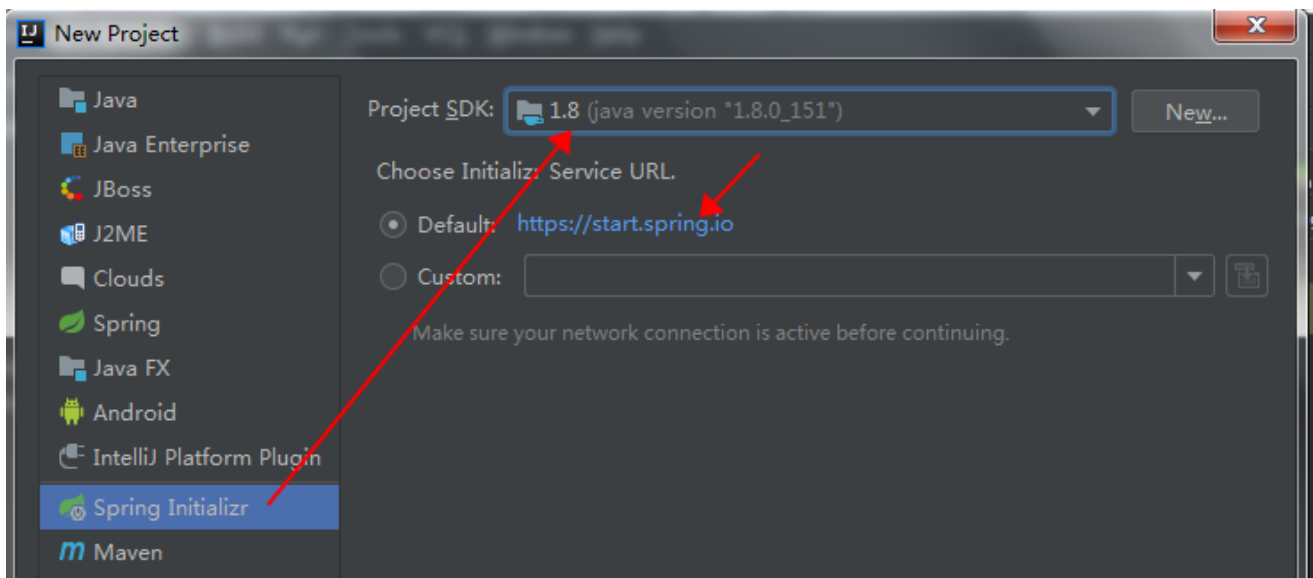 New Project
Java
Java Enterprise
JBoss
J2ME
Clouds
Spring
Java FX
Android
IntelliJ Platform Plugin
Spring Initializr
Maven
Project SDK: 1.8 (java version "1.8.0_151") New...
Choose Initializr Service URL.
Default: https://start.spring.io
Custom:
Make sure your network connection is active before continuing.